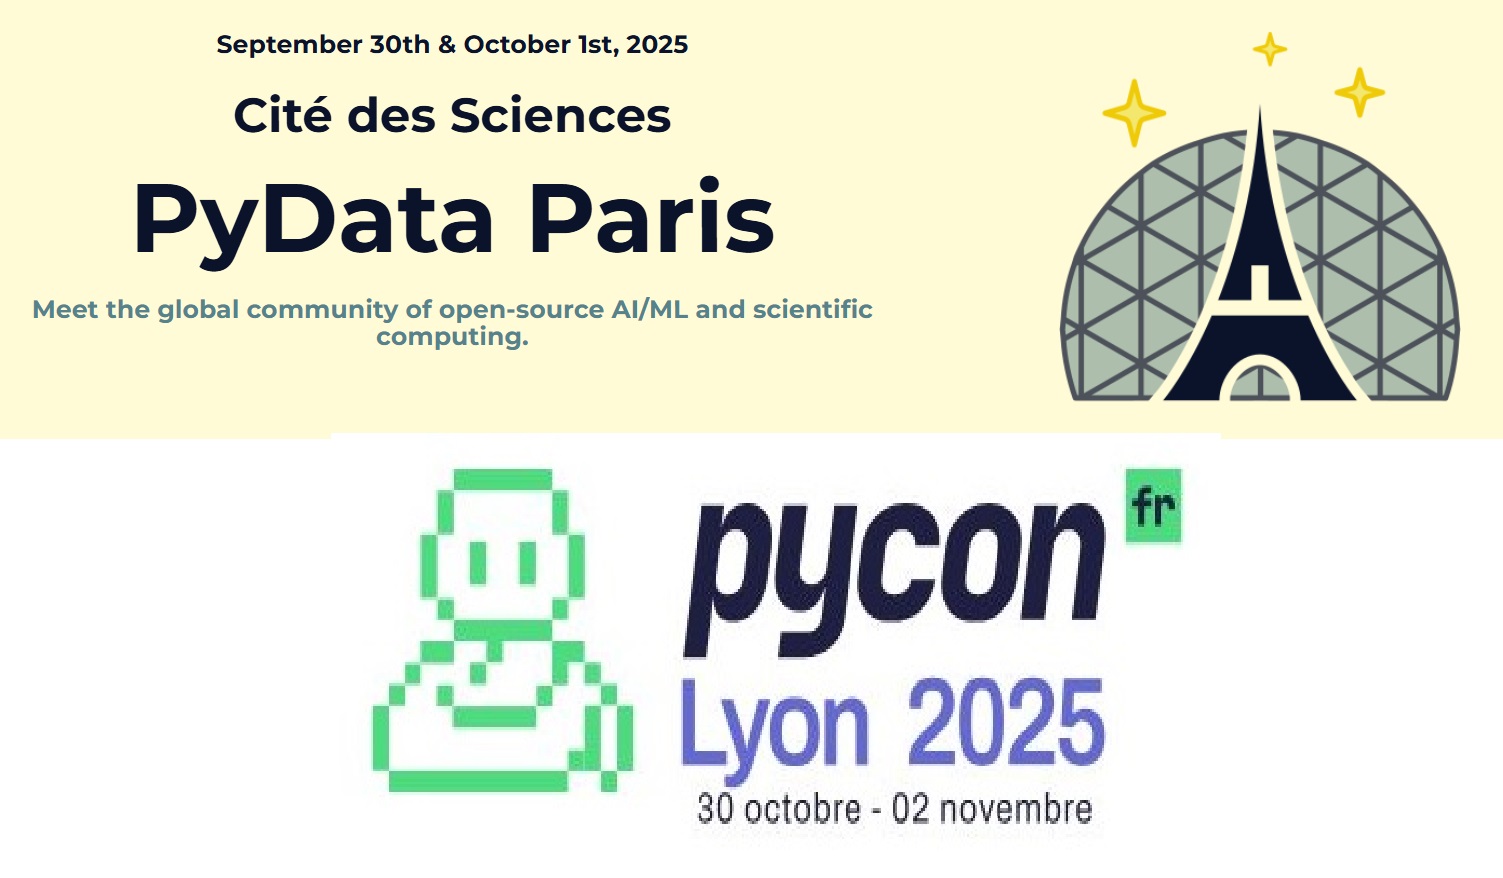 September 30th & October 1st, 2025
Cité des Sciences
PyData Paris
Meet the global community of open-source AI/ML and scientific
computing.
pycon fr
Lyon 2025
30 octobre - 02 novembre